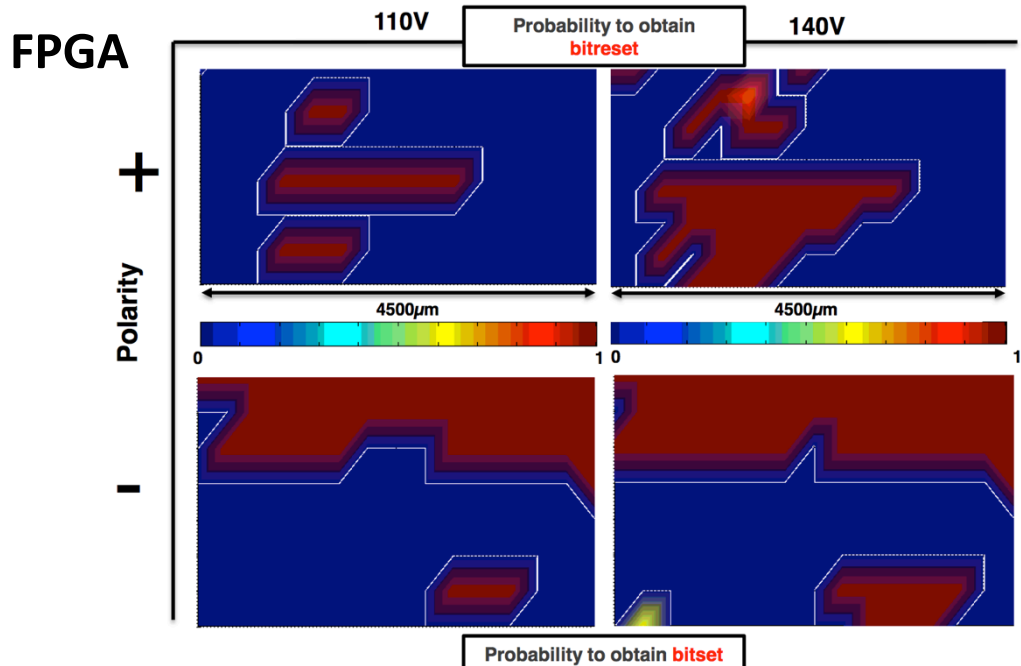 FPGA
110V
Probability to obtain
bitreset
140V
+
Polarity
-
4500µm
4500µm
0
1
0
1
Probability to obtain bitset